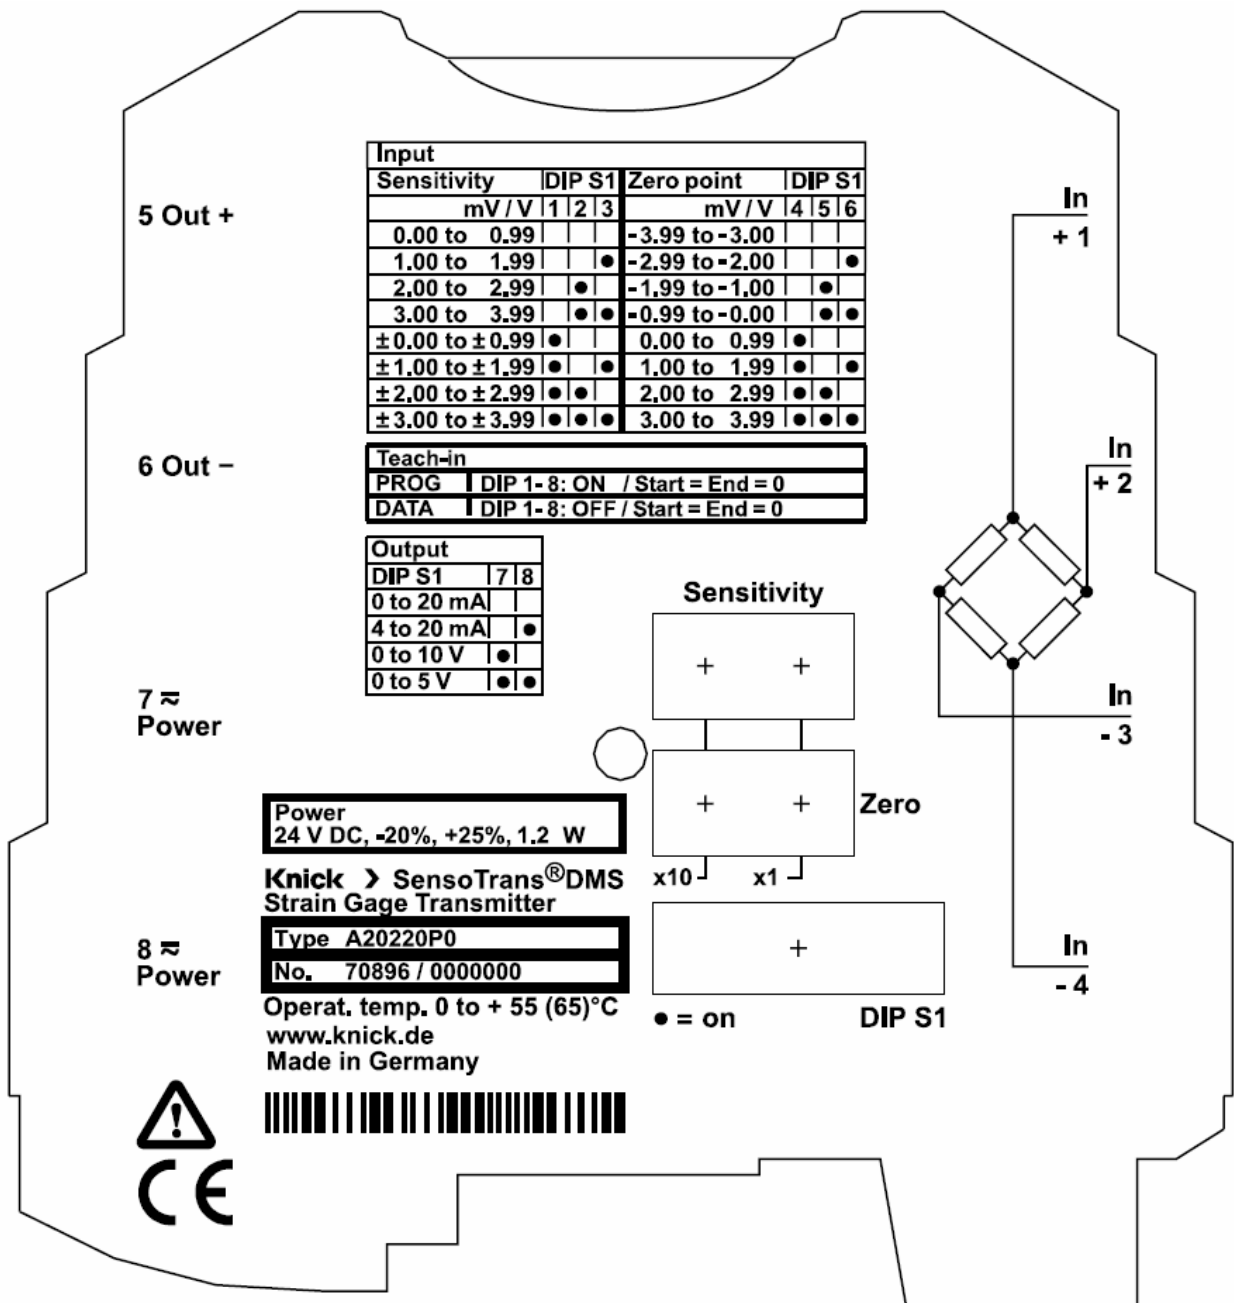 5 Out +
6 Out –
7 ≂
Power
8 ≂
Power
Input
Sensitivity DIP S1 Zero point DIP S1
mV / V 1 2 3 mV / V 4 5 6
0.00 to 0.99 -3.99 to -3.00
1.00 to 1.99 ● -2.99 to -2.00 ●
2.00 to 2.99 ● -1.99 to -1.00 ●
3.00 to 3.99 ● ● -0.99 to -0.00 ● ●
± 0.00 to ± 0.99 ● 0.00 to 0.99 ●
± 1.00 to ± 1.99 ● ● 1.00 to 1.99 ● ●
± 2.00 to ± 2.99 ● ● 2.00 to 2.99 ● ●
± 3.00 to ± 3.99 ● ● ● 3.00 to 3.99 ● ● ●
Teach-in
PROG DIP 1- 8: ON / Start = End = 0
DATA DIP 1- 8: OFF / Start = End = 0
Output
DIP S1 7 8
0 to 20 mA
4 to 20 mA ●
0 to 10 V ●
0 to 5 V ● ●
Sensitivity
Zero
x10 x1
● = on DIP S1
Power
24 V DC, -20%, +25%, 1.2 W
Knick > SensoTrans®DMS
Strain Gage Transmitter
Type A20220P0
No. 70896 / 0000000
Operat. temp. 0 to + 55 (65)°C
www.knick.de
Made in Germany
CE
In
+ 1
In
+ 2
In
- 3
In
- 4